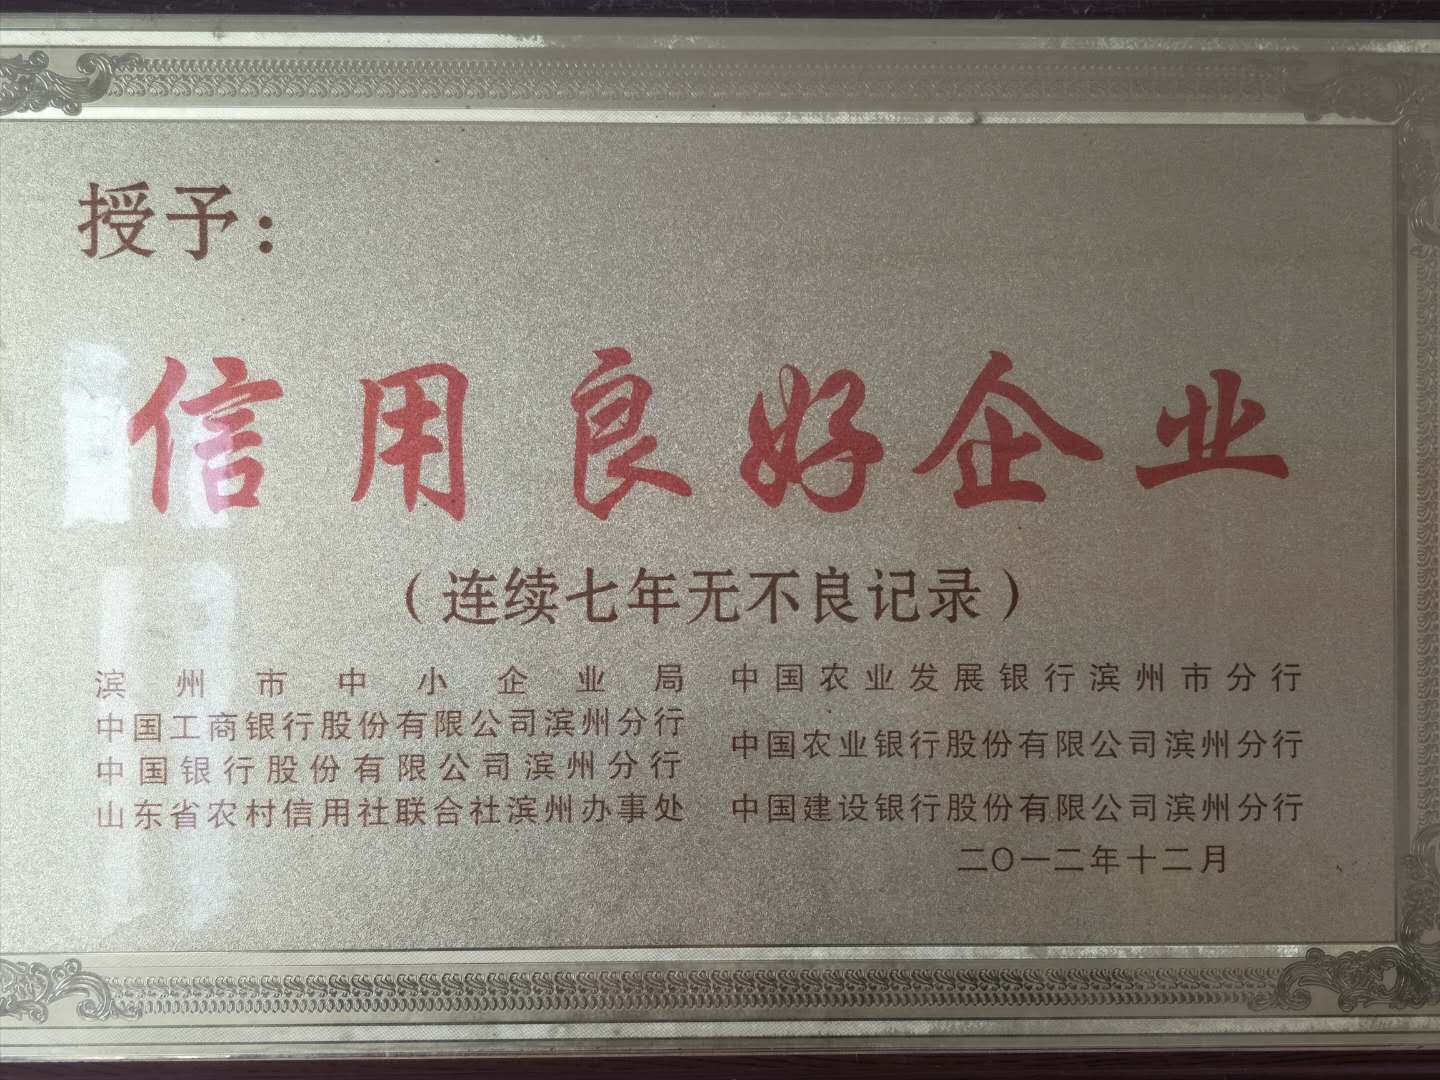 授予：
信用良好企业
（连续七年无不良记录）
滨州市中小企业局
中国工商银行股份有限公司滨州分行
中国银行股份有限公司滨州分行
山东省农村信用社联合社滨州办事处
中国农业发展银行滨州市分行
中国农业银行股份有限公司滨州分行
中国建设银行股份有限公司滨州分行
二〇一二年十二月